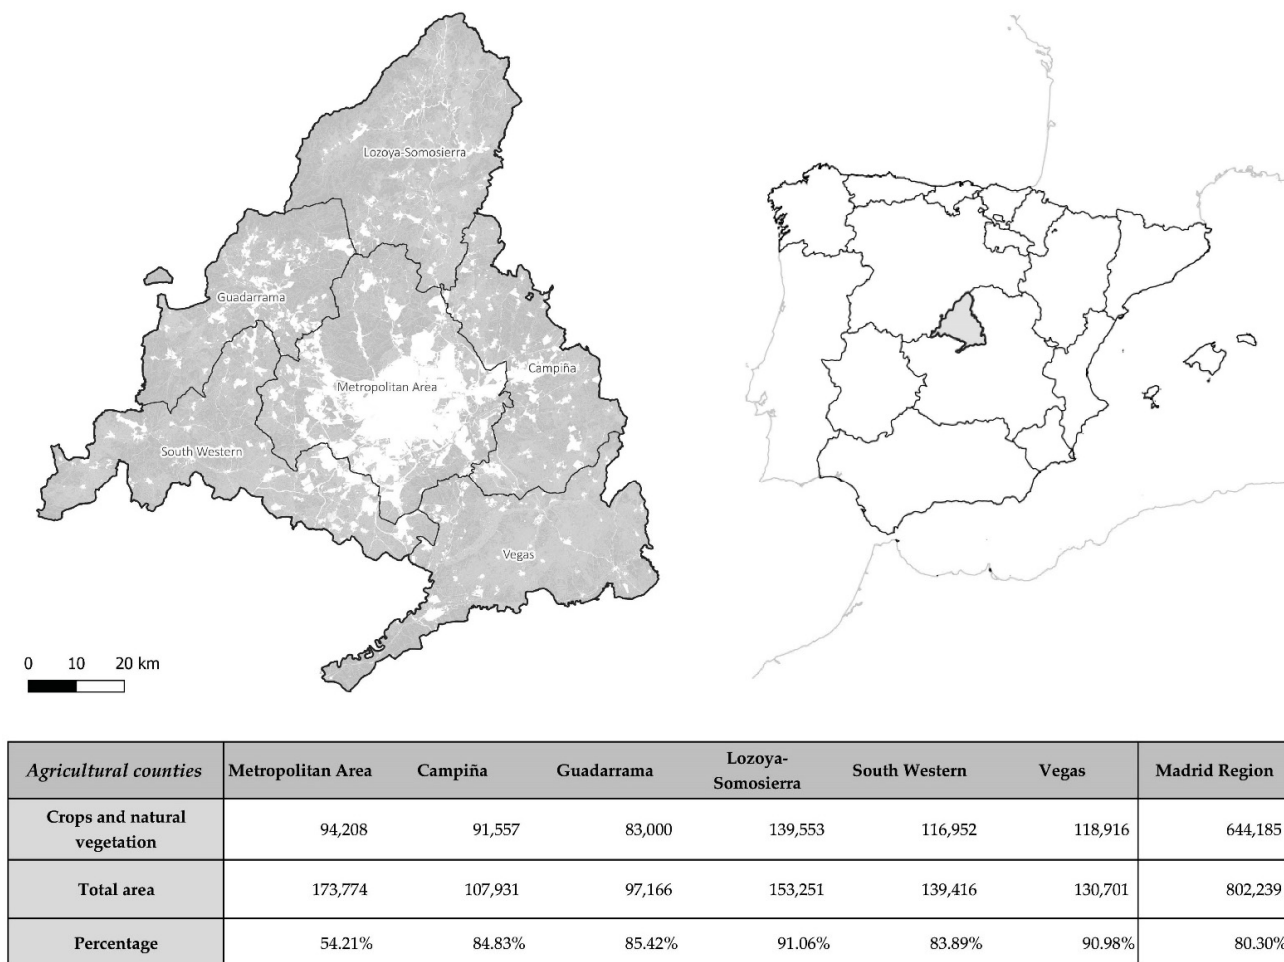 Lozoya-Somosierra
Guadarrama
Campiña
Metropolitan Area
South Western
Vegas
0 10 20 km
Agricultural counties Metropolitan Area Campiña Guadarrama Lozoya-Somosierra South Western Vegas Madrid Region
Crops and natural vegetation 94,208 91,557 83,000 139,553 116,952 118,916 644,185
Total area 173,774 107,931 97,166 153,251 139,416 130,701 802,239
Percentage 54.21% 84.83% 85.42% 91.06% 83.89% 90.98% 80.30%